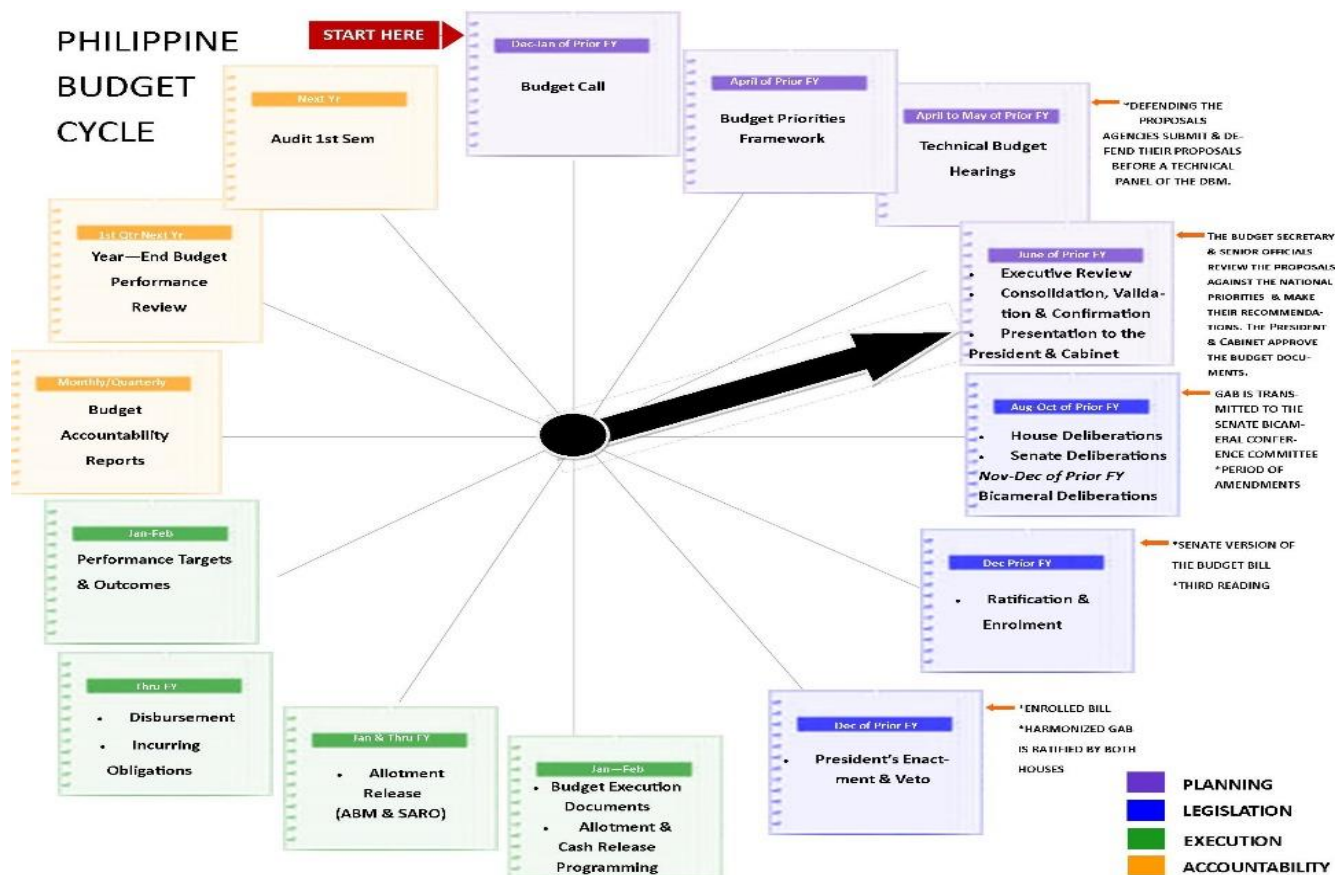 PHILIPPINE
BUDGET
CYCLE
START HERE
Dec-Jan of Prior FY
Budget Call
April of Prior FY
Budget Priorities
Framework
April to May of Prior FY
Technical Budget
Hearings
*DEFENDING THE
PROPOSALS
AGENCIES SUBMIT & DE-
FEND THEIR PROPOSALS
BEFORE A TECHNICAL
PANEL OF THE DBM.
June of Prior FY
• Executive Review
• Consolidation, Valida-
tion & Confirmation
• Presentation to the
President & Cabinet
THE BUDGET SECRETARY
& SENIOR OFFICIALS
REVIEW THE PROPOSALS
AGAINST THE NATIONAL
PRIORITIES & MAKE
THEIR RECOMMENDA-
TIONS. THE PRESIDENT
& CABINET APPROVE
THE BUDGET DOCU-
MENTS.
Aug-Oct of Prior FY
• House Deliberations
• Senate Deliberations
Nov-Dec of Prior FY
Bicameral Deliberations
GAB IS TRANS-
MITTED TO THE
SENATE BICAM-
ERAL CONFER-
ENCE COMMITTEE
*PERIOD OF
AMENDMENTS
Dec Prior FY
• Ratification &
Enrolment
*SENATE VERSION OF
THE BUDGET BILL
*THIRD READING
Dec of Prior FY
• President's Enact-
ment & Veto
*ENROLLED BILL
*HARMONIZED GAB
IS RATIFIED BY BOTH
HOUSES
Jan—Feb
• Budget Execution
Documents
• Allotment &
Cash Release
Programming
Jan & Thru FY
• Allotment
Release
(ABM & SARO)
Thru FY
• Disbursement
• Incurring
Obligations
Jan-Feb
Performance Targets
& Outcomes
Monthly/Quarterly
Budget
Accountability
Reports
1st Qtr Next Yr
Year—End Budget
Performance
Review
Next Yr
Audit 1st Sem
PLANNING
LEGISLATION
EXECUTION
ACCOUNTABILITY